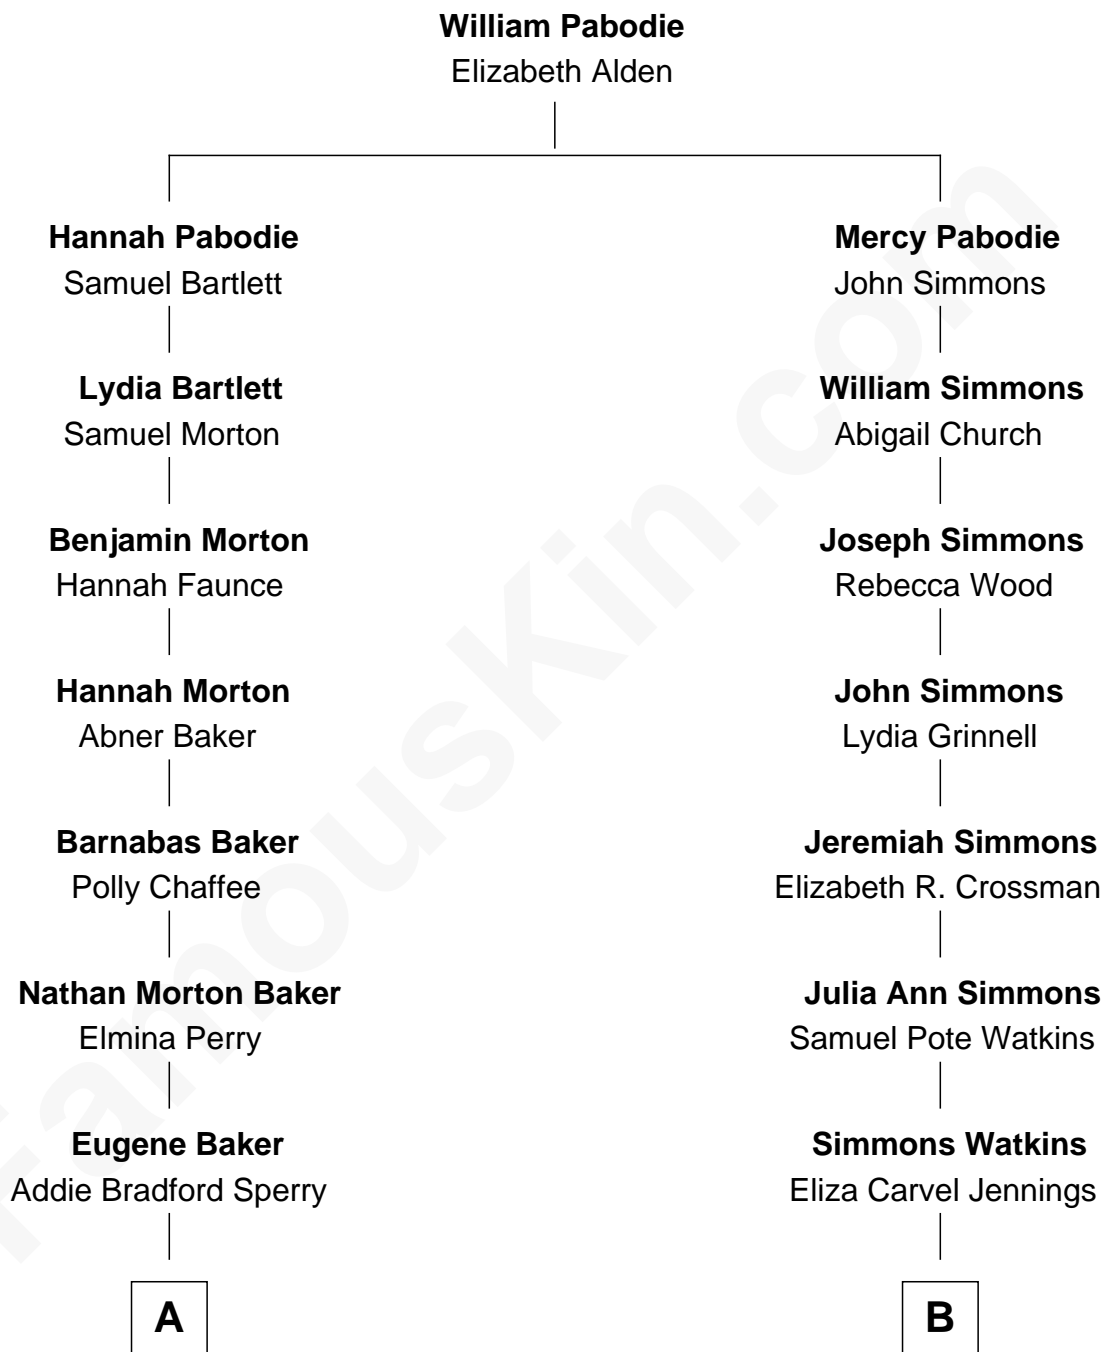 William Pabodie
Elizabeth Alden
Hannah Pabodie
Samuel Bartlett
Mercy Pabodie
John Simmons
Lydia Bartlett
Samuel Morton
William Simmons
Abigail Church
Benjamin Morton
Hannah Faunce
Joseph Simmons
Rebecca Wood
Hannah Morton
Abner Baker
John Simmons
Lydia Grinnell
Barnabas Baker
Polly Chaffee
Jeremiah Simmons
Elizabeth R. Crossman
Nathan Morton Baker
Elmina Perry
Julia Ann Simmons
Samuel Pote Watkins
Eugene Baker
Addie Bradford Sperry
Simmons Watkins
Eliza Carvel Jennings
A
B
FamousKin.com